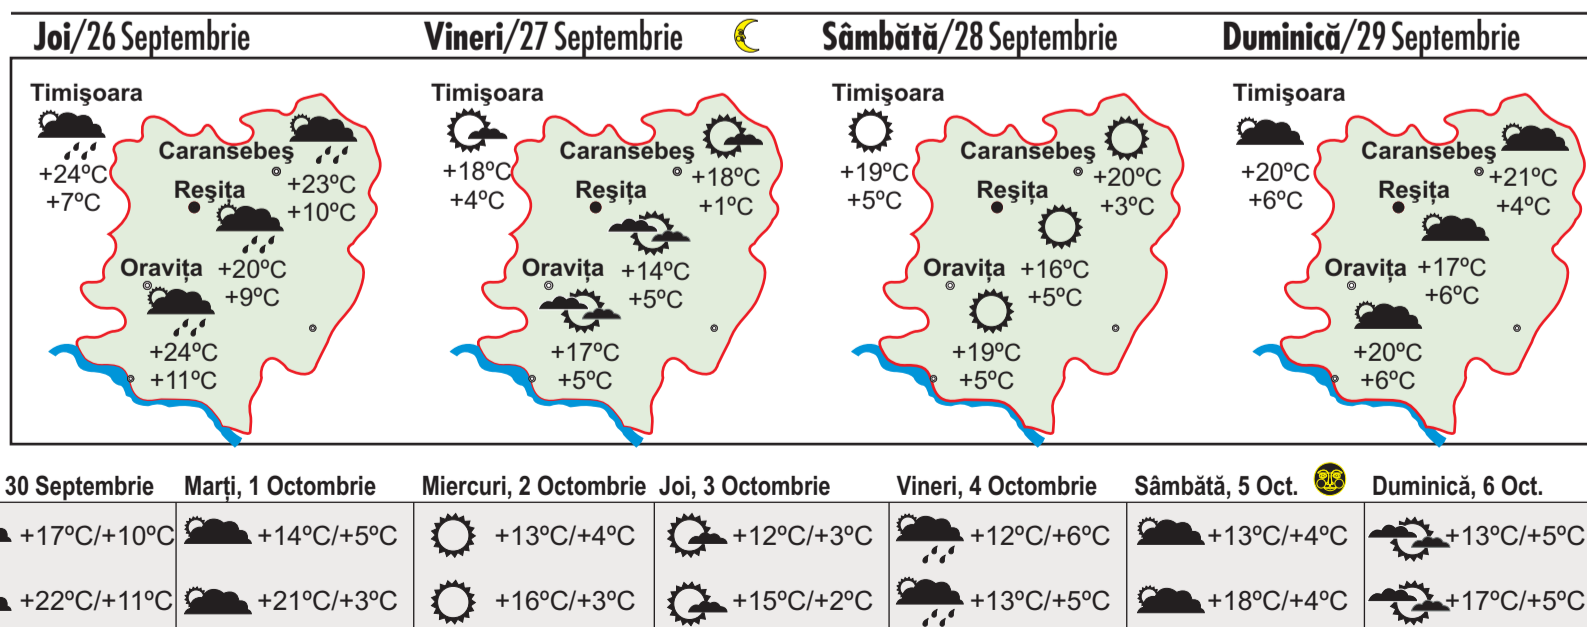 Joi/26 Septembrie
Timişoara
+24ºC
+7ºC
Caransebeş
+23ºC
+10ºC
Reşiţa
+20ºC
+9ºC
Oraviţa
+24ºC
+11ºC
Vineri/27 Septembrie
Timişoara
+18ºC
+4ºC
Caransebeş
+18ºC
+1ºC
Reşiţa
+14ºC
+5ºC
Oraviţa
+17ºC
+5ºC
Sâmbătă/28 Septembrie
Timişoara
+19ºC
+5ºC
Caransebeş
+20ºC
+3ºC
Reşiţa
+16ºC
+5ºC
Oraviţa
+19ºC
+5ºC
Duminică/29 Septembrie
Timişoara
+20ºC
+6ºC
Caransebeş
+21ºC
+4ºC
Reşiţa
+17ºC
+6ºC
Oraviţa
+20ºC
+6ºC
30 Septembrie Marţi, 1 Octombrie Miercuri, 2 Octombrie Joi, 3 Octombrie Vineri, 4 Octombrie Sâmbătă, 5 Oct. Duminică, 6 Oct.
+17ºC/+10ºC +14ºC/+5ºC +13ºC/+4ºC +12ºC/+3ºC +12ºC/+6ºC +13ºC/+4ºC +13ºC/+5ºC
+22ºC/+11ºC +21ºC/+3ºC +16ºC/+3ºC +15ºC/+2ºC +13ºC/+5ºC +18ºC/+4ºC +17ºC/+5ºC